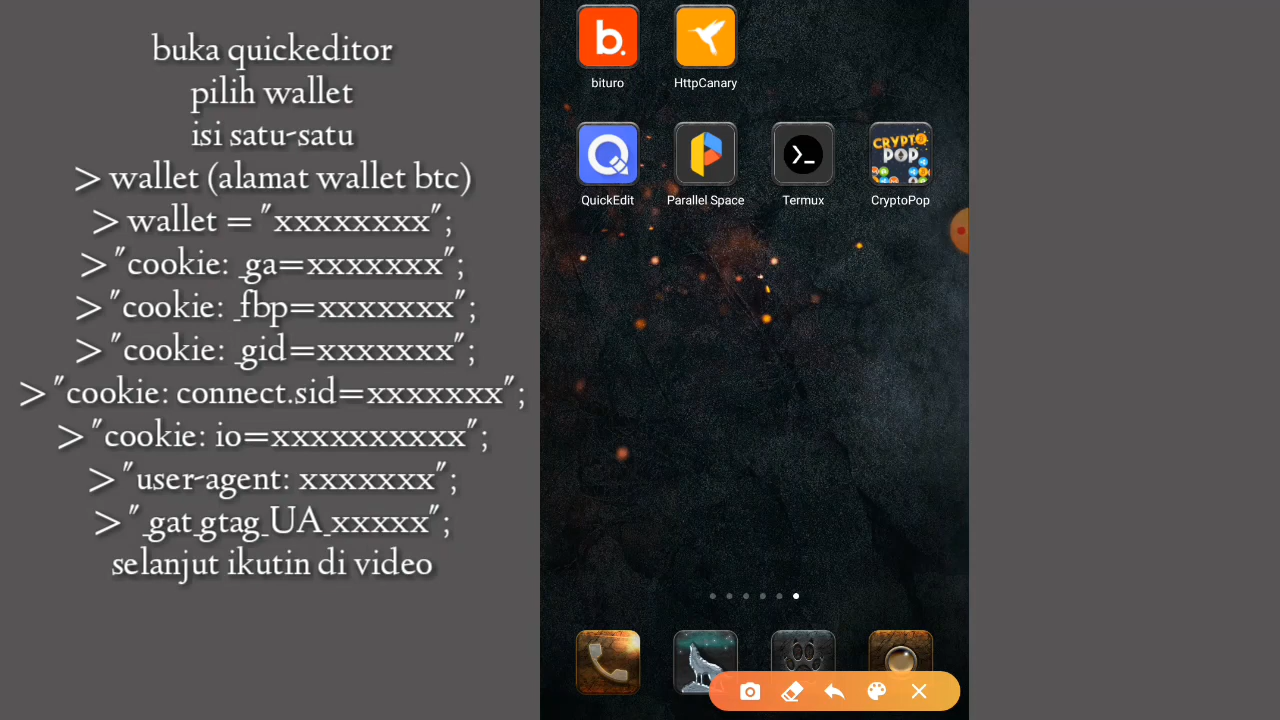 buka quickeditor
pilih wallet
isi satu-satu
> wallet (alamat wallet btc)
> wallet = "xxxxxxxx";
> "cookie: _ga=xxxxxxx";
> "cookie: _fbp=xxxxxxx";
> "cookie: _gid=xxxxxxx";
> "cookie: connect.sid=xxxxxxx";
> "cookie: io=xxxxxxxxxx";
> "user-agent: xxxxxxx";
> "_gat_gtag_UA_xxxxx";
selanjut ikutin di video
b.
bituro HttpCanary
CRYPTO
POP
QuickEdit Parallel Space Termux CryptoPop